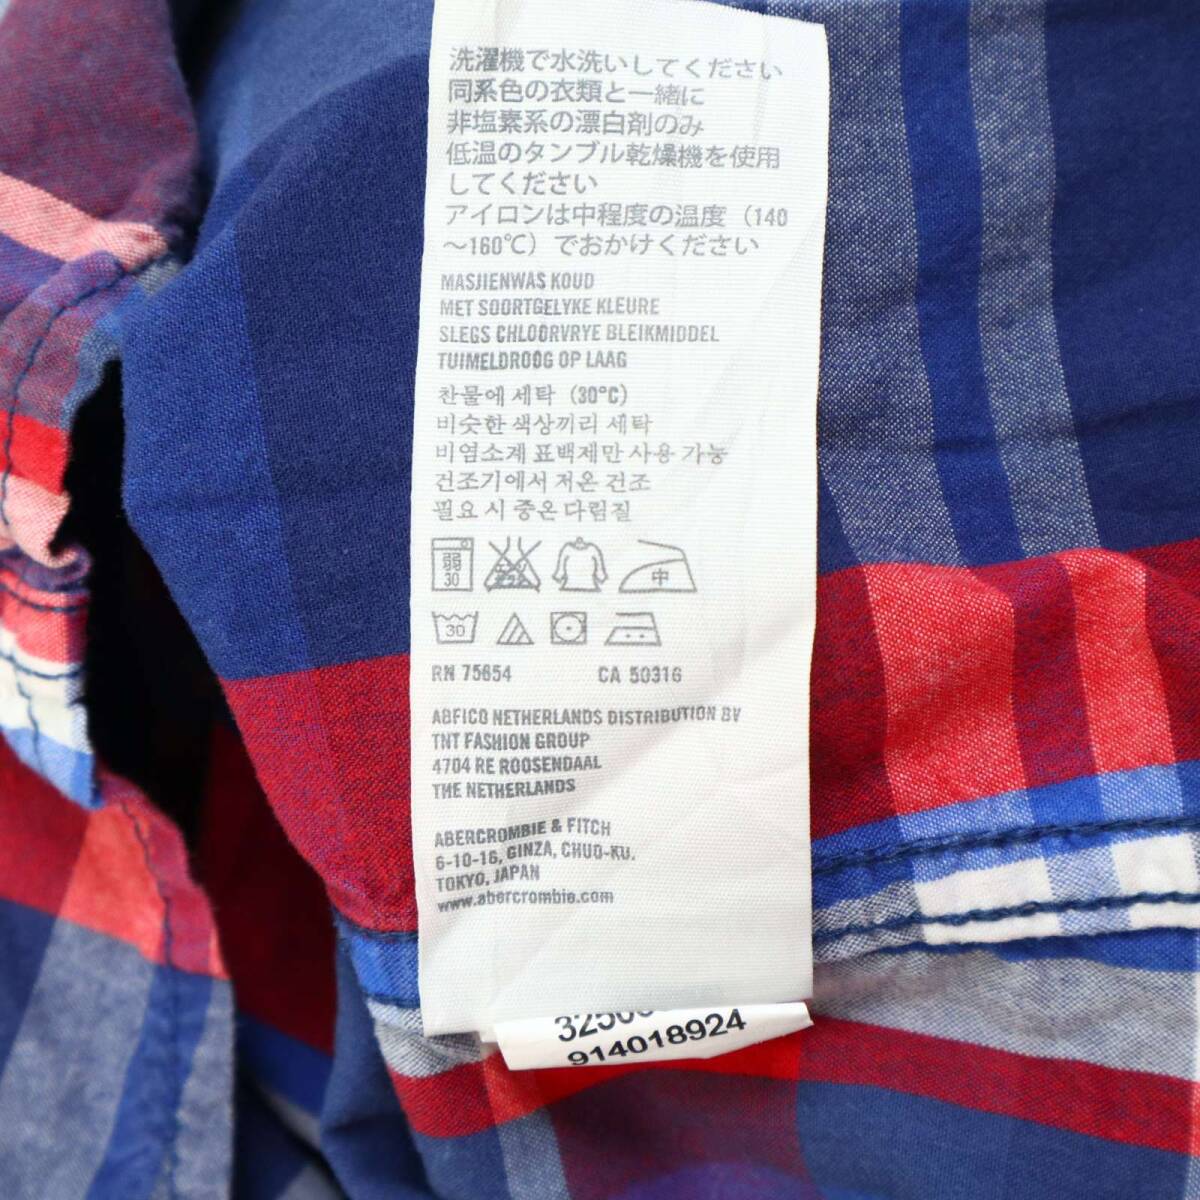 洗濯機で水洗いしてください
同系色の衣類と一緒に
非塩素系の漂白剤のみ
低温のタンブル乾燥機を使用
してください
アイロンは中程度の温度（140
～160℃）でおかけください
MASJIENWAS KOUD
MET SOORTGELYKE KLEURE
SLEGS CHLOORVRYE BLEIKMIDDEL
TUIMELDROOG OP LAAG
찬물에 세탁 (30°C)
비슷한 색상끼리 세탁
비염소계 표백제만 사용 가능
건조기에서 저온 건조
필요 시 중온 다림질
弱
30
中
30
RN 75654 CA 50316
ABFICO NETHERLANDS DISTRIBUTION BV
TNT FASHION GROUP
4704 RE ROOSENDAAL
THE NETHERLANDS
ABERCROMBIE & FITCH
6-10-16, GINZA, CHUO-KU,
TOKYO, JAPAN
www.abercrombie.com
914018924